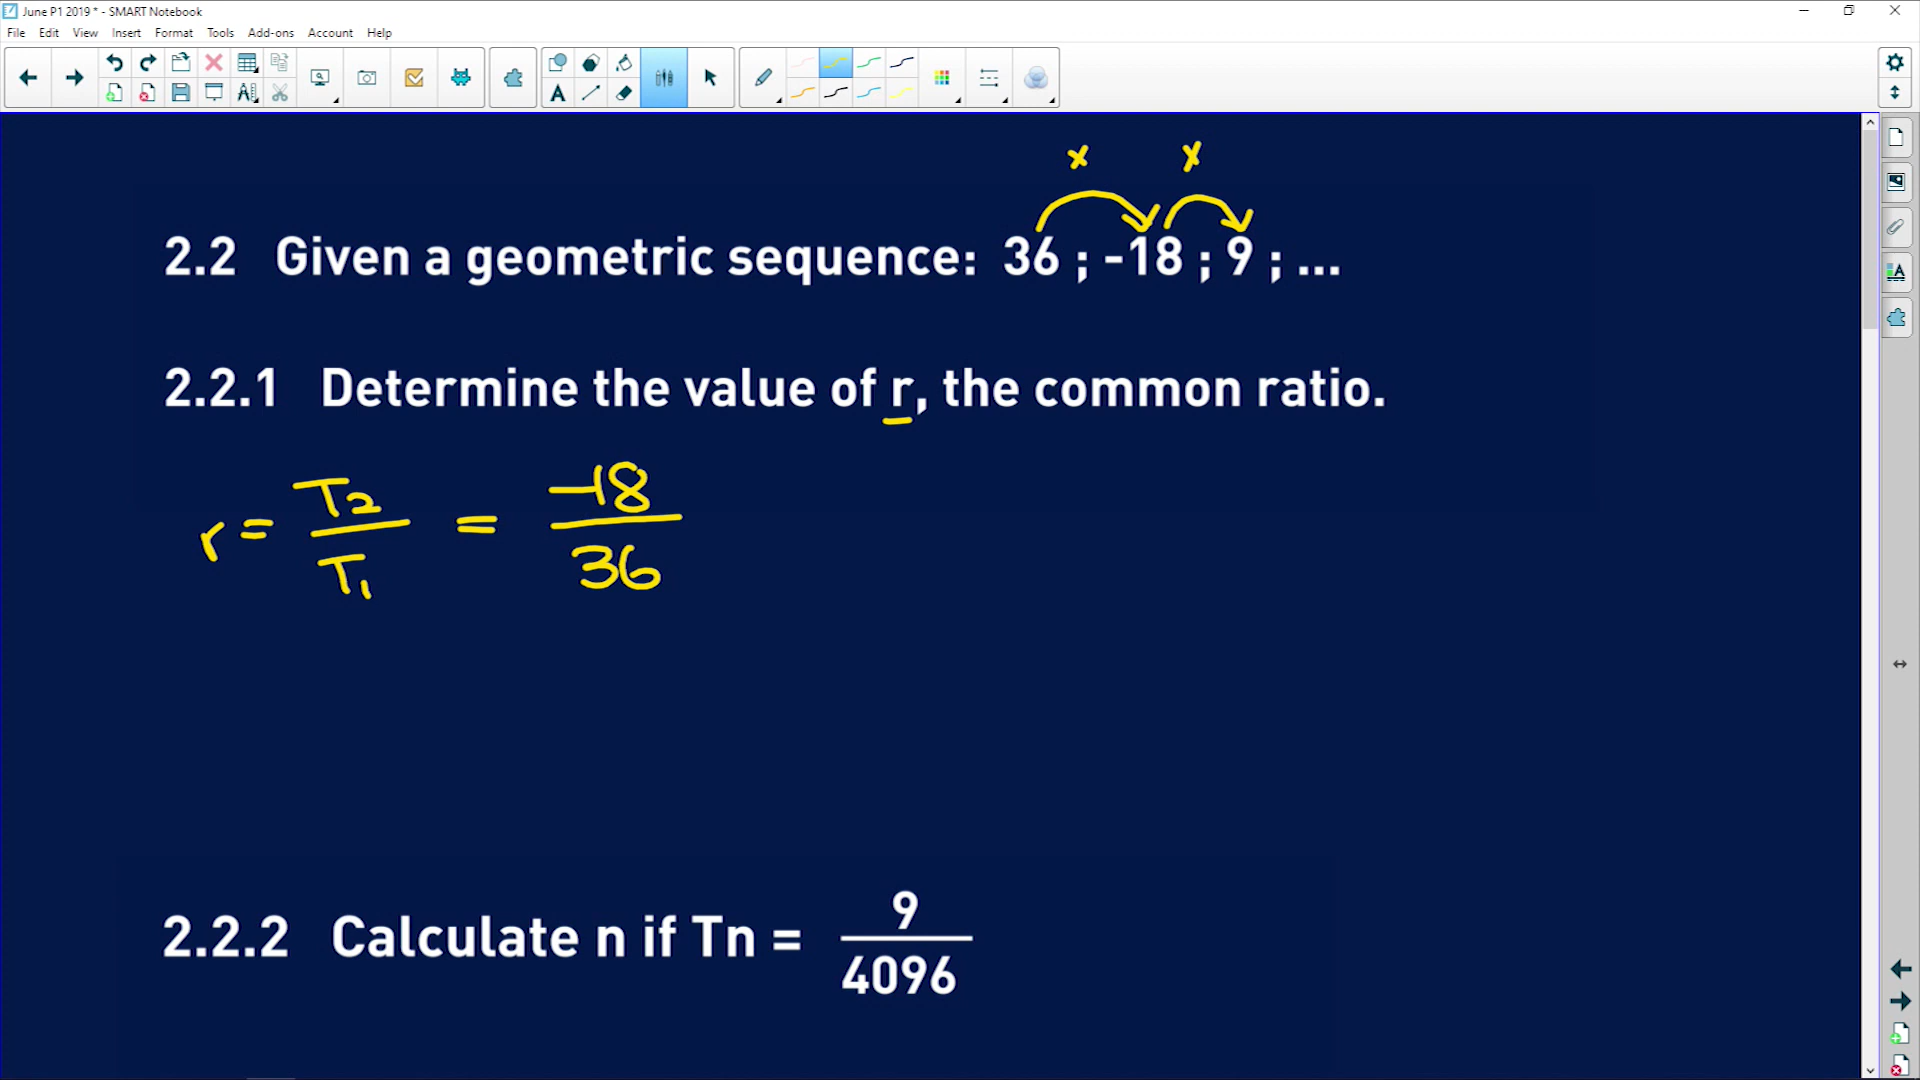 June P1 2019 * - SMART Notebook
File Edit View Insert Format Tools Add-ons Account Help
x x
2.2 Given a geometric sequence: 36 ; -18 ; 9 ; ...
2.2.1 Determine the value of r, the common ratio.
r = T2/T1 = -18/36
2.2.2 Calculate n if Tn = 9/4096